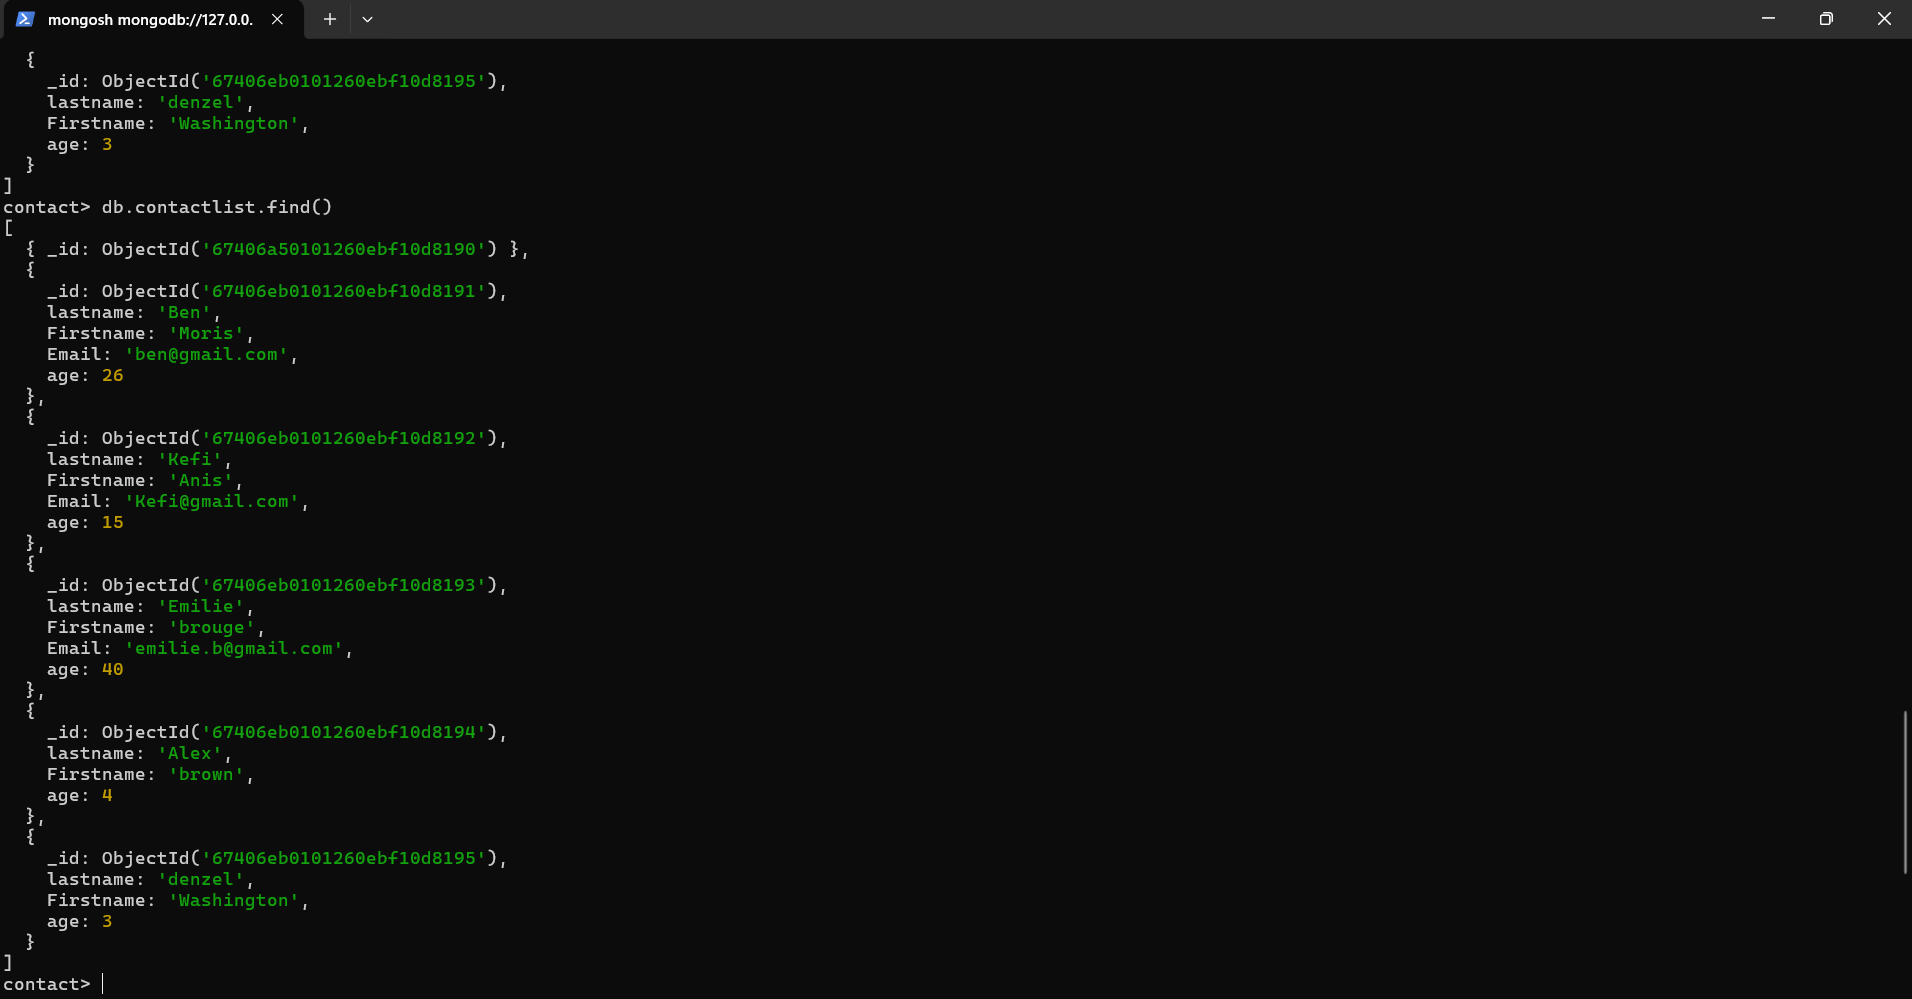 mongosh mongodb://127.0.0.
  {
    _id: ObjectId('67406eb0101260ebf10d8195'),
    lastname: 'denzel',
    Firstname: 'Washington',
    age: 3
  }
]
contact> db.contactlist.find()
[
  { _id: ObjectId('67406a50101260ebf10d8190') },
  {
    _id: ObjectId('67406eb0101260ebf10d8191'),
    lastname: 'Ben',
    Firstname: 'Moris',
    Email: 'ben@gmail.com',
    age: 26
  },
  {
    _id: ObjectId('67406eb0101260ebf10d8192'),
    lastname: 'Kefi',
    Firstname: 'Anis',
    Email: 'Kefi@gmail.com',
    age: 15
  },
  {
    _id: ObjectId('67406eb0101260ebf10d8193'),
    lastname: 'Emilie',
    Firstname: 'brouge',
    Email: 'emilie.b@gmail.com',
    age: 40
  },
  {
    _id: ObjectId('67406eb0101260ebf10d8194'),
    lastname: 'Alex',
    Firstname: 'brown',
    age: 4
  },
  {
    _id: ObjectId('67406eb0101260ebf10d8195'),
    lastname: 'denzel',
    Firstname: 'Washington',
    age: 3
  }
]
contact>